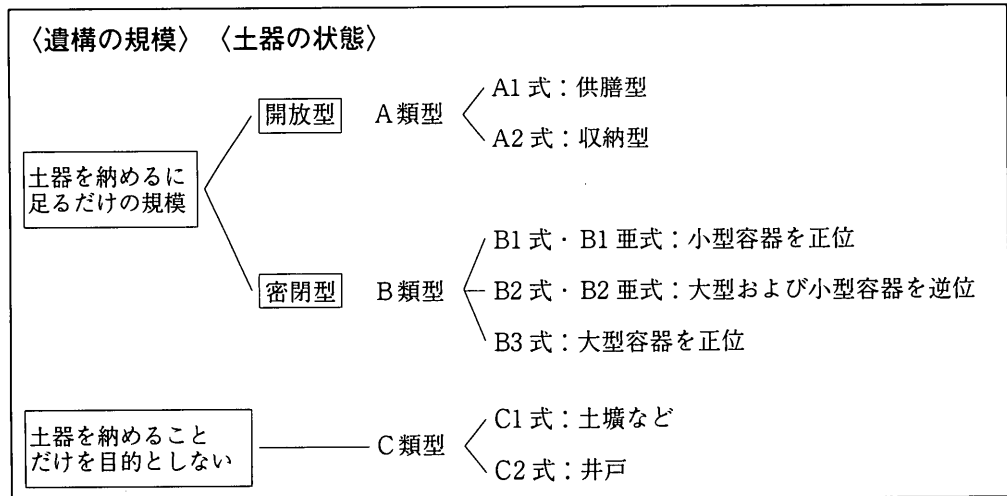 〈遺構の規模〉 〈土器の状態〉
土器を納めるに
足るだけの規模
開放型 A類型
A1式：供膳型
A2式：収納型
密閉型 B類型
B1式・B1亜式：小型容器を正位
B2式・B2亜式：大型および小型容器を逆位
B3式：大型容器を正位
土器を納めること
だけを目的としない
C類型
C1式：土壙など
C2式：井戸